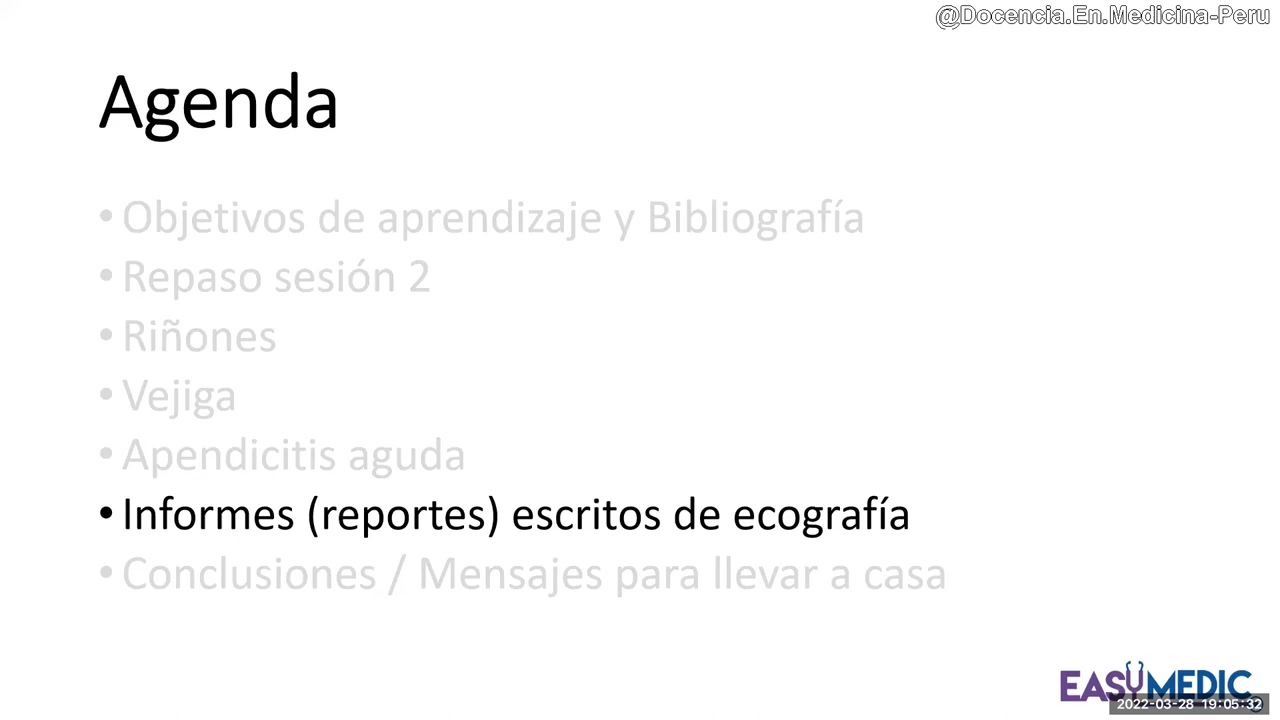 @Docencia.En.Medicina-Peru
Agenda
• Objetivos de aprendizaje y Bibliografía
• Repaso sesión 2
• Riñones
• Vejiga
• Apendicitis aguda
• Informes (reportes) escritos de ecografía
• Conclusiones / Mensajes para llevar a casa
EASYMEDIC
2022-03-28 19:05:32